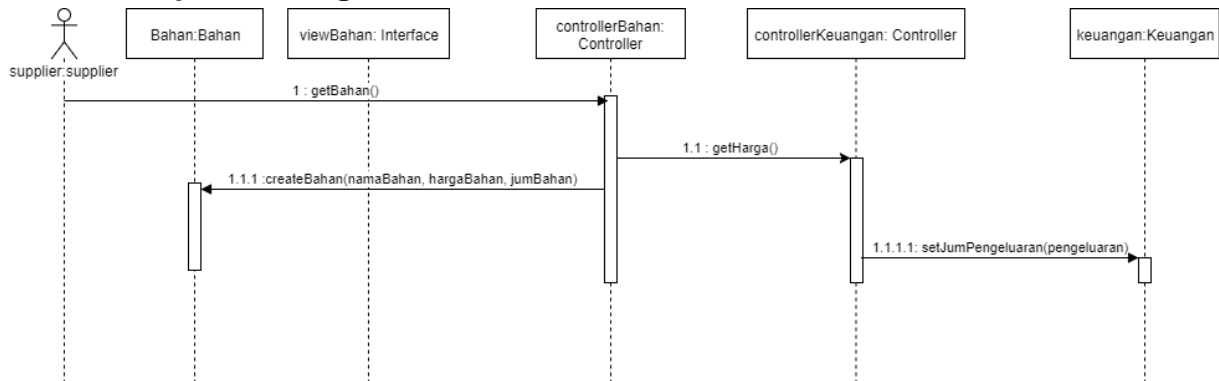 supplier:supplier
Bahan:Bahan
viewBahan: Interface
controllerBahan:
Controller
controllerKeuangan: Controller
keuangan:Keuangan
1 : getBahan()
1.1 : getHarga()
1.1.1 :createBahan(namaBahan, hargaBahan, jumBahan)
1.1.1.1: setJumPengeluaran(pengeluaran)